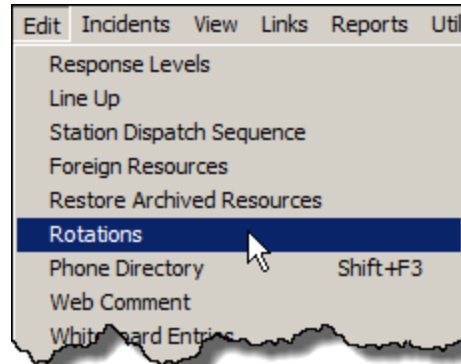 Edit Incidents View Links Reports Util
Response Levels
Line Up
Station Dispatch Sequence
Foreign Resources
Restore Archived Resources
Rotations
Phone Directory Shift+F3
Web Comment